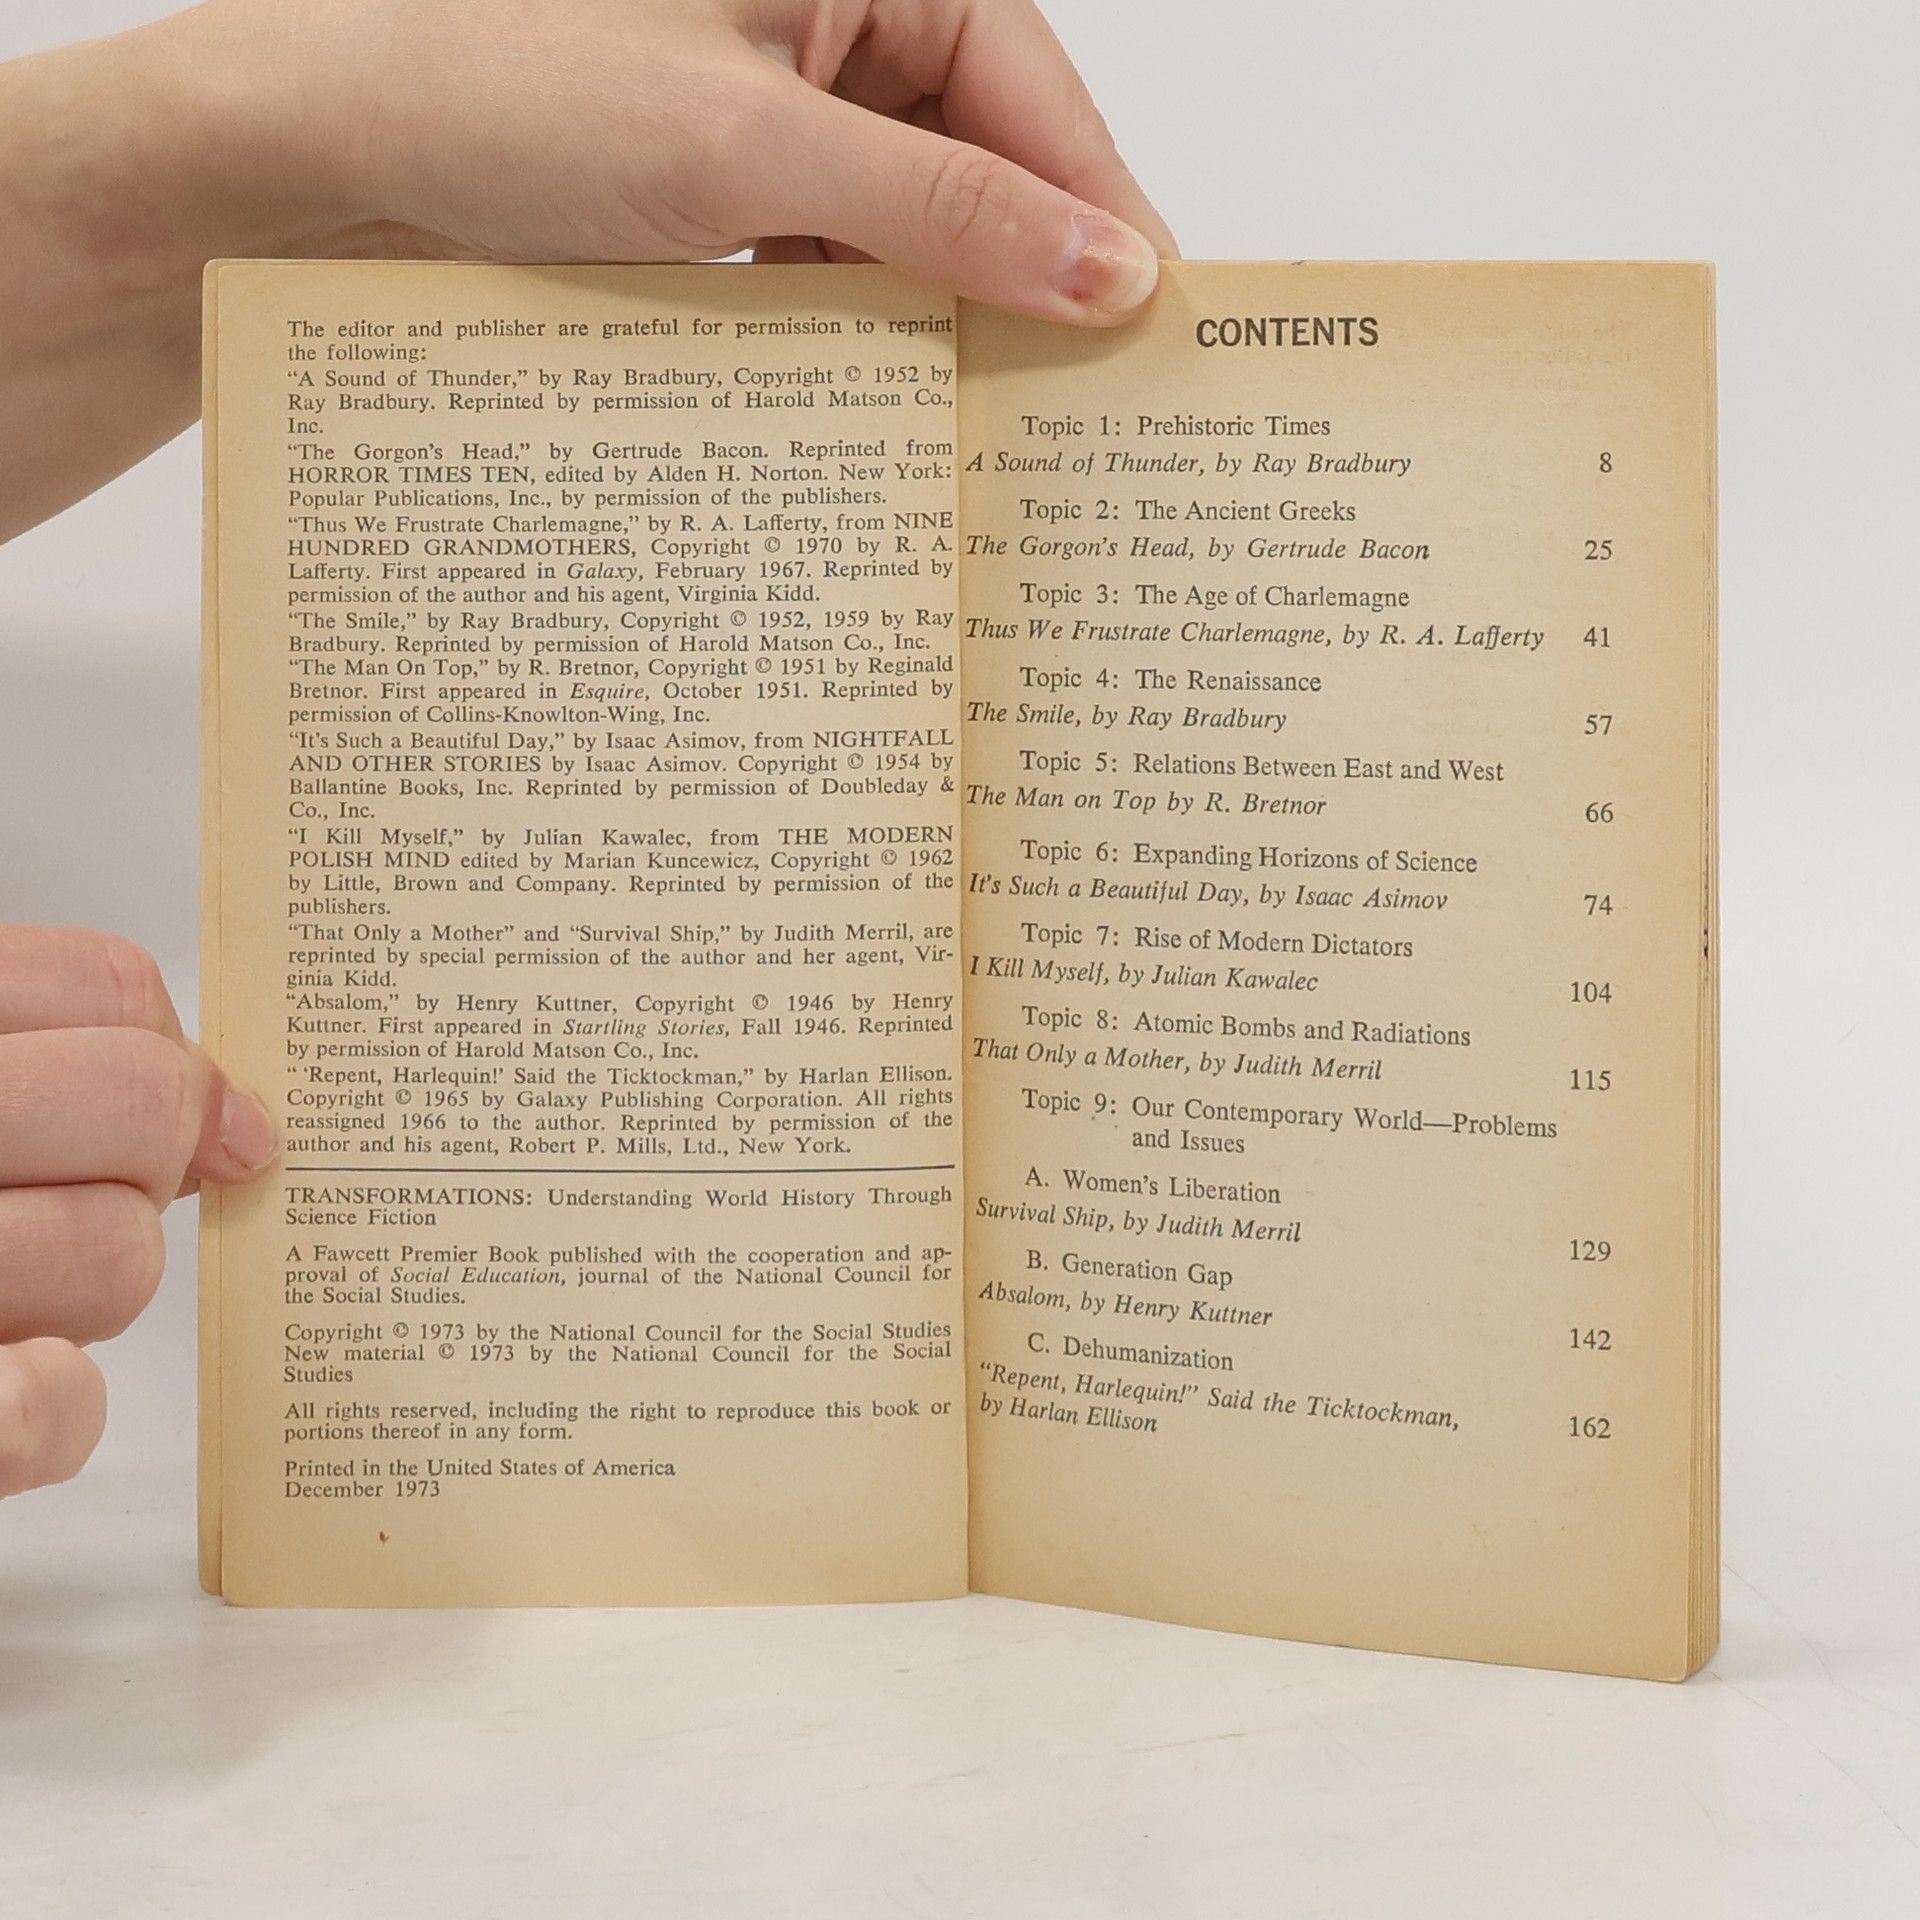 The editor and publisher are grateful for permission to reprint
the following:
“A Sound of Thunder,” by Ray Bradbury, Copyright © 1952 by
Ray Bradbury. Reprinted by permission of Harold Matson Co.,
Inc.
“The Gorgon’s Head,” by Gertrude Bacon. Reprinted from
HORROR TIMES TEN, edited by Alden H. Norton. New York:
Popular Publications, Inc., by permission of the publishers.
“Thus We Frustrate Charlemagne,” by R. A. Lafferty, from NINE
HUNDRED GRANDMOTHERS, Copyright © 1970 by R. A.
Lafferty. First appeared in Galaxy, February 1967. Reprinted by
permission of the author and his agent, Virginia Kidd.
“The Smile,” by Ray Bradbury, Copyright © 1952, 1959 by Ray
Bradbury. Reprinted by permission of Harold Matson Co., Inc.
“The Man On Top,” by R. Bretnor, Copyright © 1951 by Reginald
Bretnor. First appeared in Esquire, October 1951. Reprinted by
permission of Collins-Knowlton-Wing, Inc.
“It’s Such a Beautiful Day,” by Isaac Asimov, from NIGHTFALL
AND OTHER STORIES by Isaac Asimov. Copyright © 1954 by
Ballantine Books, Inc. Reprinted by permission of Doubleday &
Co., Inc.
“I Kill Myself,” by Julian Kawalec, from THE MODERN
POLISH MIND edited by Marian Kuncewicz, Copyright © 1962
by Little, Brown and Company. Reprinted by permission of the
publishers.
“That Only a Mother” and “Survival Ship,” by Judith Merril, are
reprinted by special permission of the author and her agent, Vir-
ginia Kidd.
“Absalom,” by Henry Kuttner, Copyright © 1946 by Henry
Kuttner. First appeared in Startling Stories, Fall 1946. Reprinted
by permission of Harold Matson Co., Inc.
“ ‘Repent, Harlequin!’ Said the Ticktockman,” by Harlan Ellison.
Copyright © 1965 by Galaxy Publishing Corporation. All rights
reassigned 1966 to the author. Reprinted by permission of the
author and his agent, Robert P. Mills, Ltd., New York.
TRANSFORMATIONS: Understanding World History Through
Science Fiction
A Fawcett Premier Book published with the cooperation and ap-
proval of Social Education, journal of the National Council for
the Social Studies.
Copyright © 1973 by the National Council for the Social Studies
New material © 1973 by the National Council for the Social
Studies
All rights reserved, including the right to reproduce this book or
portions thereof in any form.
Printed in the United States of America
December 1973
CONTENTS
Topic 1: Prehistoric Times
A Sound of Thunder, by Ray Bradbury 8
Topic 2: The Ancient Greeks
The Gorgon’s Head, by Gertrude Bacon 25
Topic 3: The Age of Charlemagne
Thus We Frustrate Charlemagne, by R. A. Lafferty 41
Topic 4: The Renaissance
The Smile, by Ray Bradbury 57
Topic 5: Relations Between East and West
The Man on Top by R. Bretnor 66
Topic 6: Expanding Horizons of Science
It’s Such a Beautiful Day, by Isaac Asimov 74
Topic 7: Rise of Modern Dictators
I Kill Myself, by Julian Kawalec 104
Topic 8: Atomic Bombs and Radiations
That Only a Mother, by Judith Merril 115
Topic 9: Our Contemporary World—Problems
and Issues
A. Women’s Liberation
Survival Ship, by Judith Merril 129
B. Generation Gap
Absalom, by Henry Kuttner 142
C. Dehumanization
“Repent, Harlequin!” Said the Ticktockman,
by Harlan Ellison 162